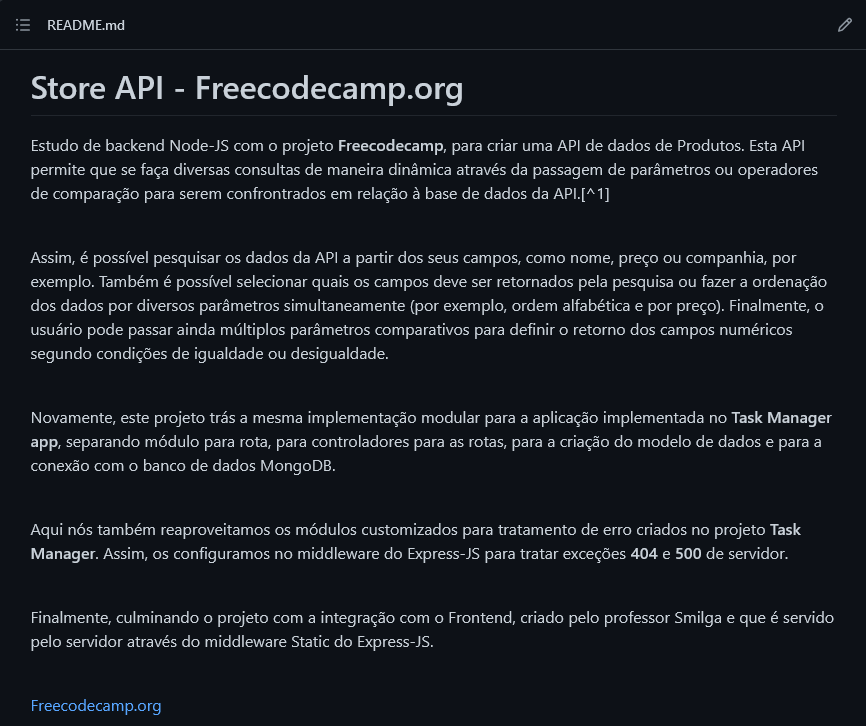 README.md
Store API - Freecodecamp.org
Estudo de backend Node-JS com o projeto Freecodecamp, para criar uma API de dados de Produtos. Esta API
permite que se faça diversas consultas de maneira dinâmica através da passagem de parâmetros ou operadores
de comparação para serem confrontrados em relação à base de dados da API.[^1]
Assim, é possível pesquisar os dados da API a partir dos seus campos, como nome, preço ou companhia, por
exemplo. Também é possível selecionar quais os campos deve ser retornados pela pesquisa ou fazer a ordenação
dos dados por diversos parâmetros simultaneamente (por exemplo, ordem alfabética e por preço). Finalmente, o
usuário pode passar ainda múltiplos parâmetros comparativos para definir o retorno dos campos numéricos
segundo condições de igualdade ou desigualdade.
Novamente, este projeto trás a mesma implementação modular para a aplicação implementada no Task Manager
app, separando módulo para rota, para controladores para as rotas, para a criação do modelo de dados e para a
conexão com o banco de dados MongoDB.
Aqui nós também reaproveitamos os módulos customizados para tratamento de erro criados no projeto Task
Manager. Assim, os configuramos no middleware do Express-JS para tratar exceções 404 e 500 de servidor.
Finalmente, culminando o projeto com a integração com o Frontend, criado pelo professor Smilga e que é servido
pelo servidor através do middleware Static do Express-JS.
Freecodecamp.org